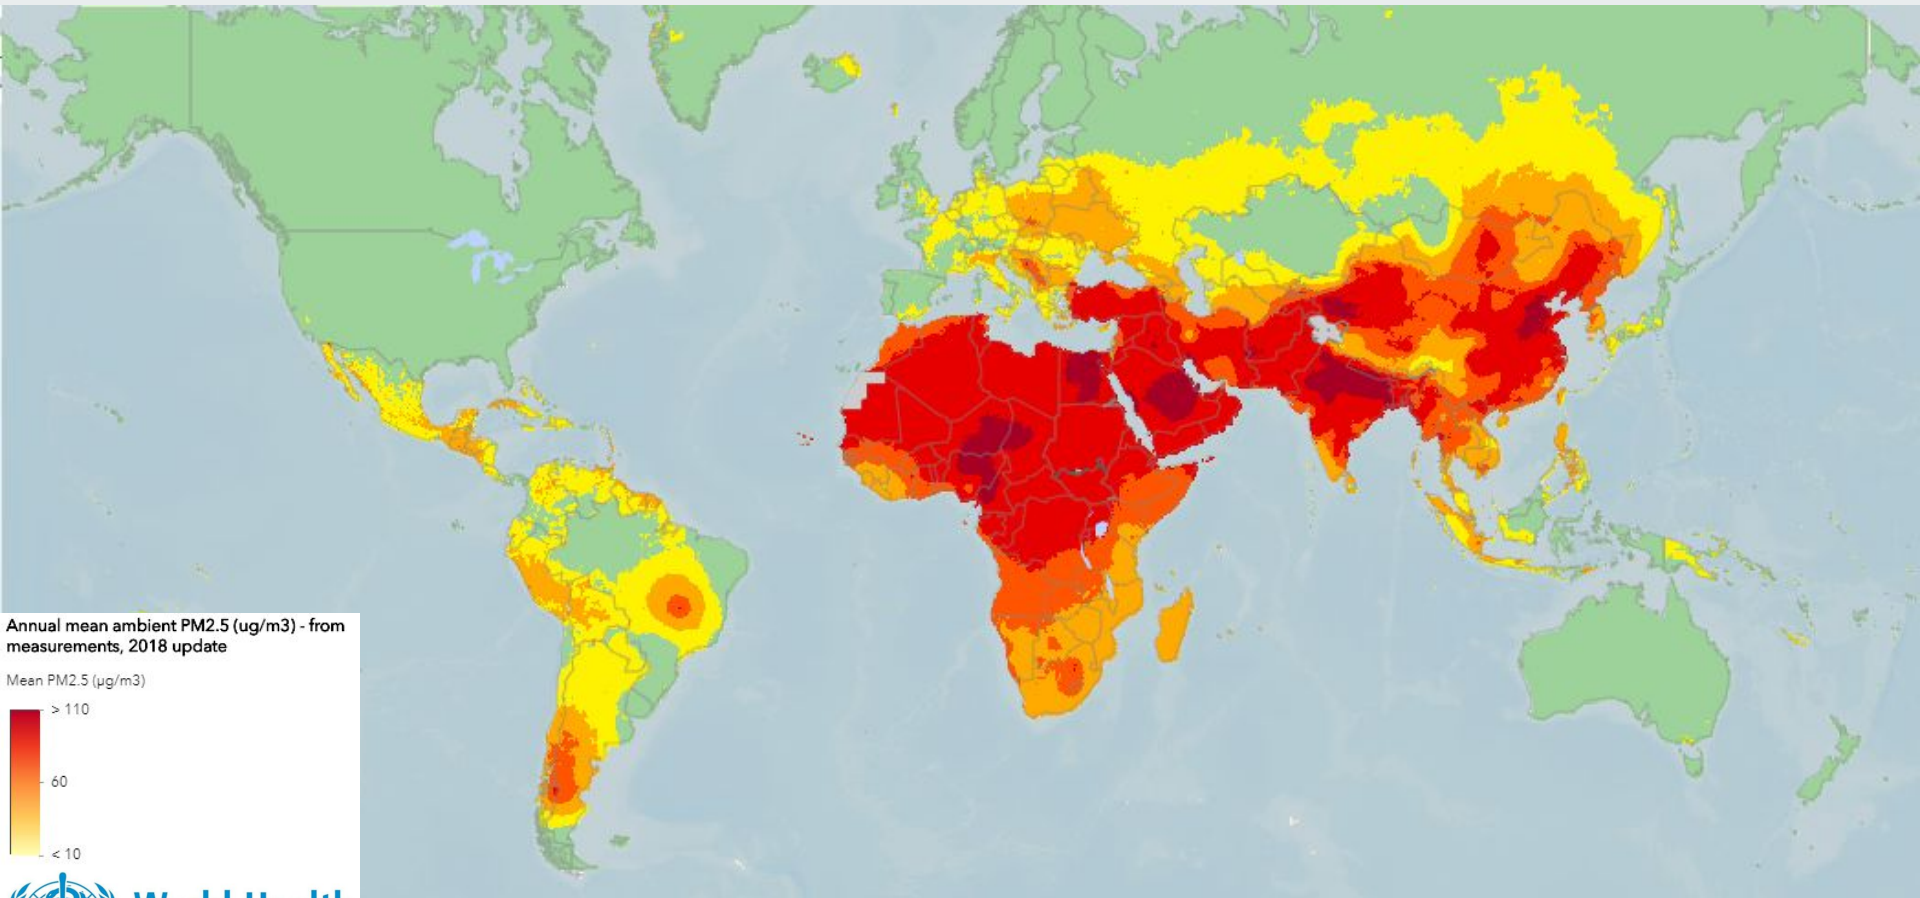 Annual mean ambient PM2.5 (ug/m3) - from
measurements, 2018 update
Mean PM2.5 (µg/m3)
> 110
60
< 10